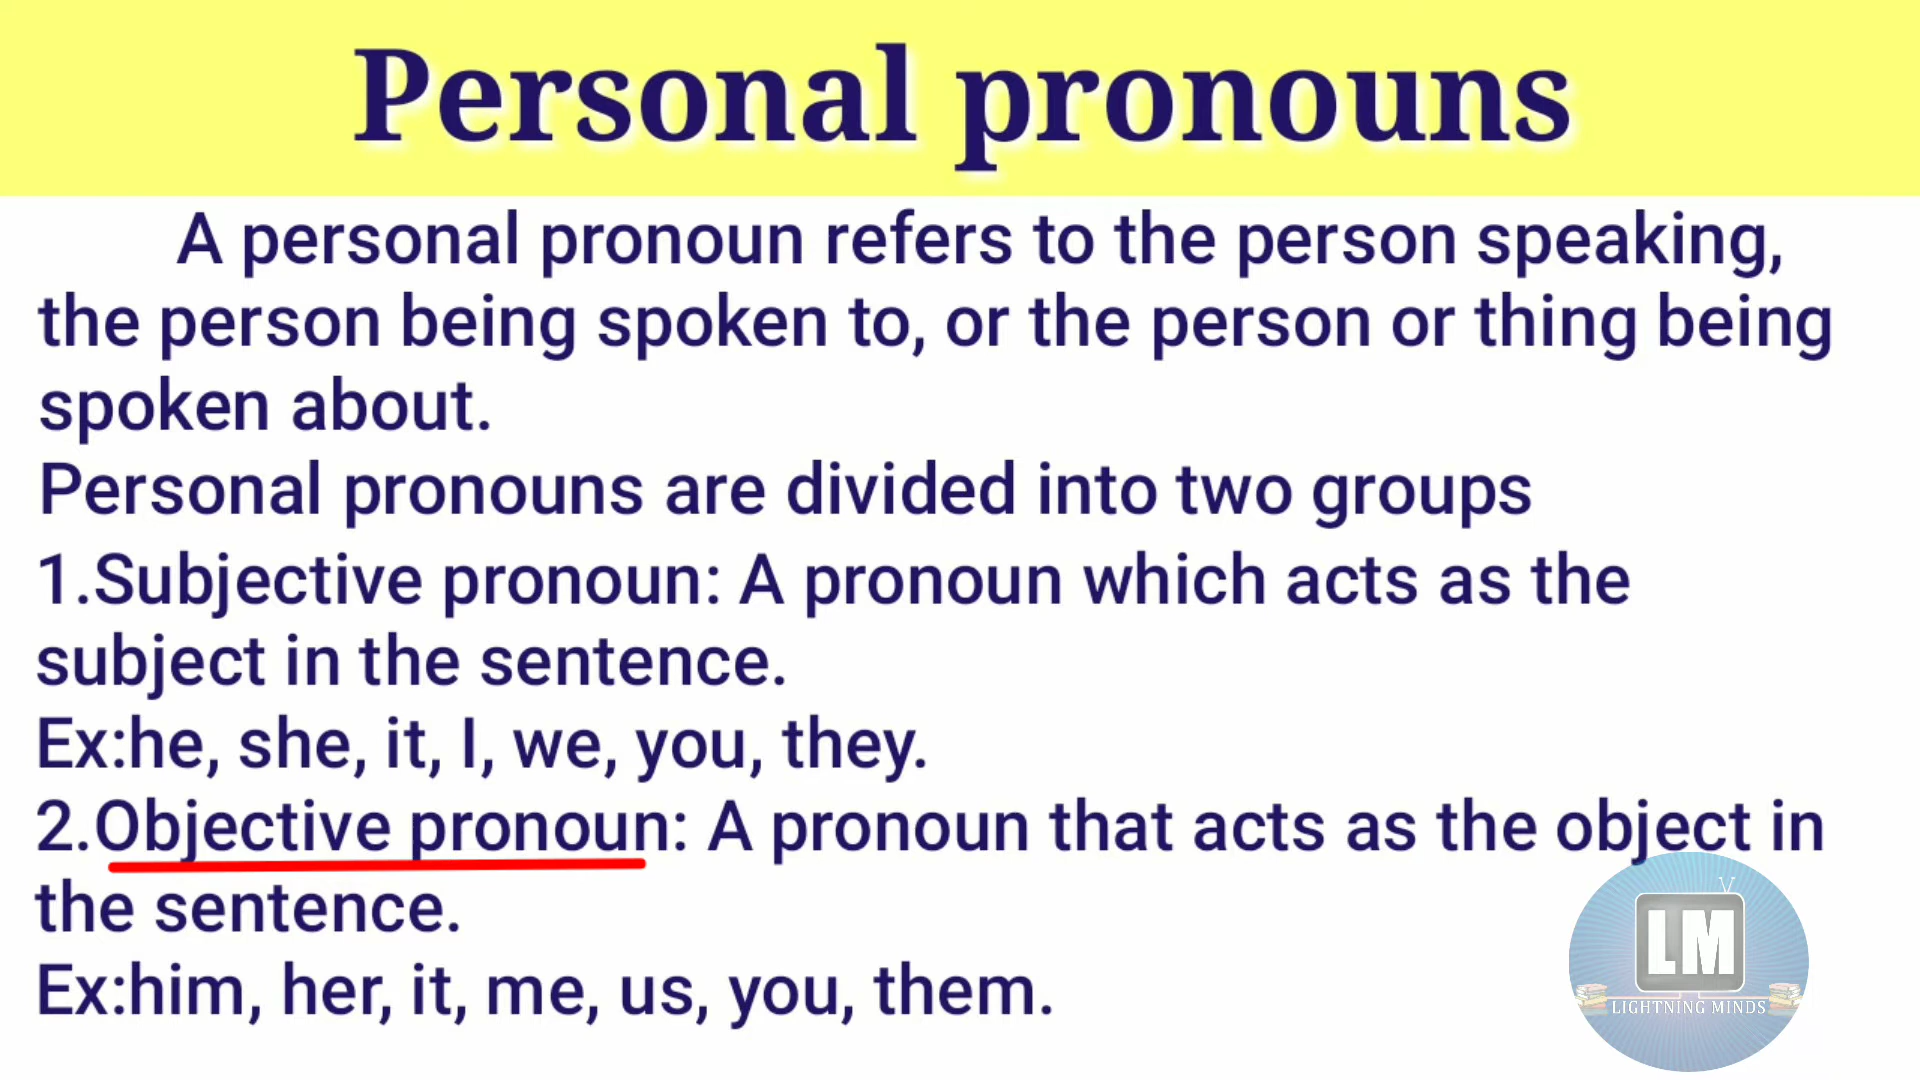 Personal pronouns
A personal pronoun refers to the person speaking,
the person being spoken to, or the person or thing being
spoken about.
Personal pronouns are divided into two groups
1.Subjective pronoun: A pronoun which acts as the
subject in the sentence.
Ex:he, she, it, I, we, you, they.
2.Objective pronoun: A pronoun that acts as the object in
the sentence.
Ex:him, her, it, me, us, you, them.
LM
LIGHTNING MINDS